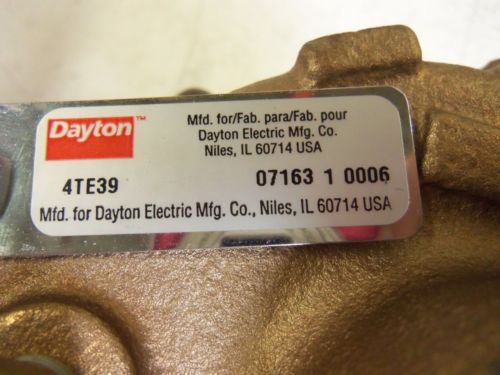 Dayton™
Mfd. for/Fab. para/Fab. pour
Dayton Electric Mfg. Co.
Niles, IL 60714 USA
4TE39 07163 1 0006
Mfd. for Dayton Electric Mfg. Co., Niles, IL 60714 USA